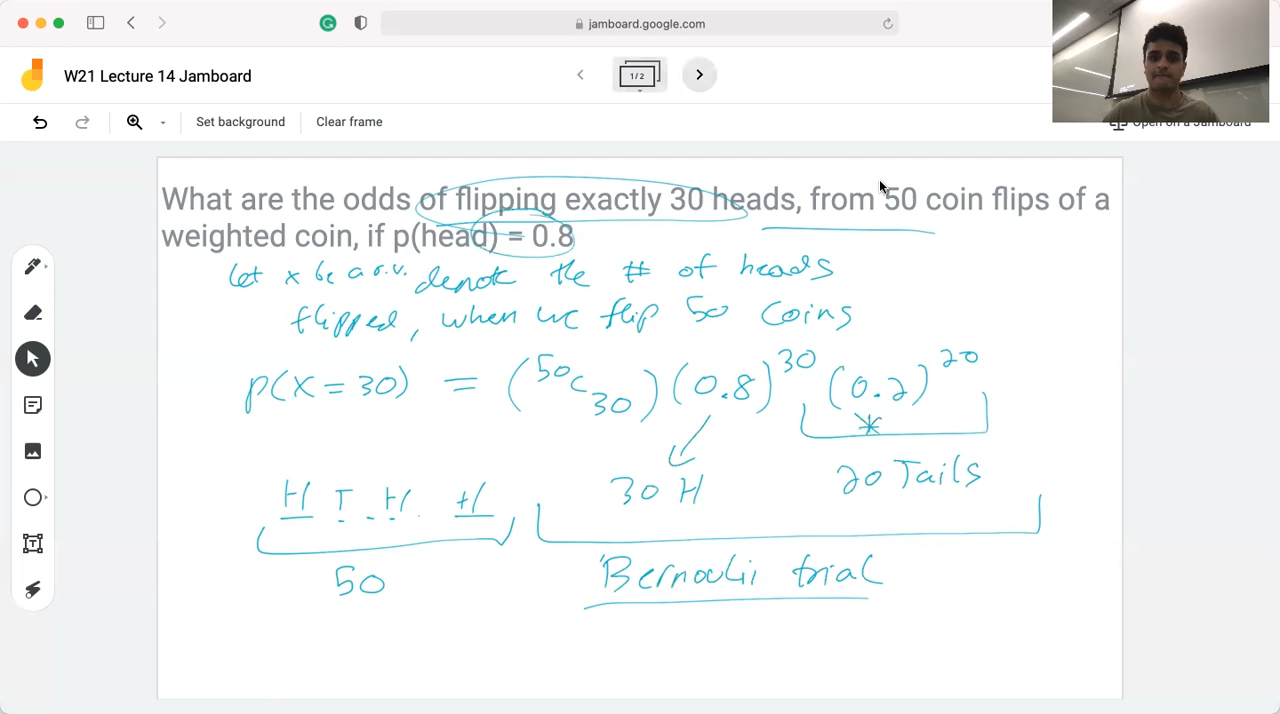 jamboard.google.com
W21 Lecture 14 Jamboard
1/2
Set background
Clear frame
Open on a Jamboard
What are the odds of flipping exactly 30 heads, from 50 coin flips of a
weighted coin, if p(head) = 0.8
let x be a r.v. denote the # of heads
flipped, when we flip 50 coins
p(X=30) = (50C30)(0.8)^30 (0.2)^20
*
30 H
20 Tails
H T H H
50
Bernoulii trial